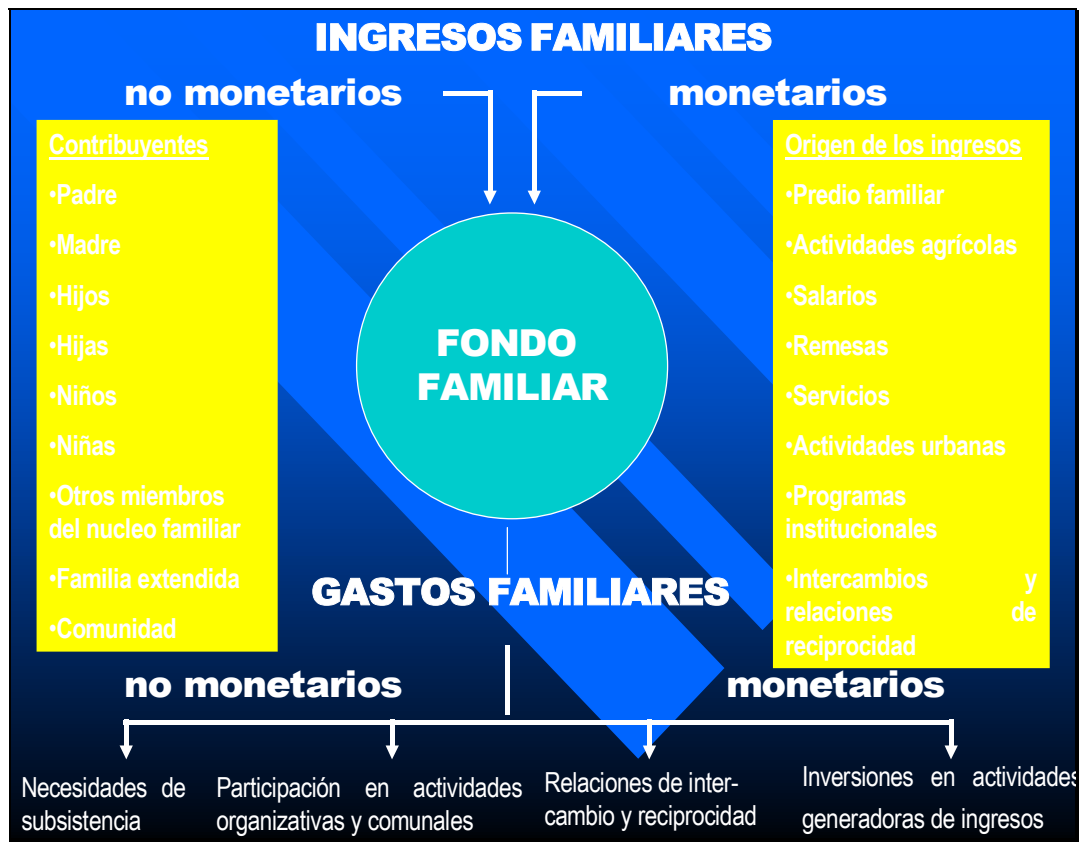 INGRESOS FAMILIARES
no monetarios
monetarios
Contribuyentes
•Padre
•Madre
•Hijos
•Hijas
•Niños
•Niñas
•Otros miembros
del nucleo familiar
•Familia extendida
•Comunidad
Origen de los ingresos
•Predio familiar
•Actividades agrícolas
•Salarios
•Remesas
•Servicios
•Actividades urbanas
•Programas
institucionales
•Intercambios y
relaciones de
reciprocidad
FONDO
FAMILIAR
GASTOS FAMILIARES
no monetarios
monetarios
Necesidades de
subsistencia
Participación en actividades
organizativas y comunales
Relaciones de inter-
cambio y reciprocidad
Inversiones en actividades
generadoras de ingresos